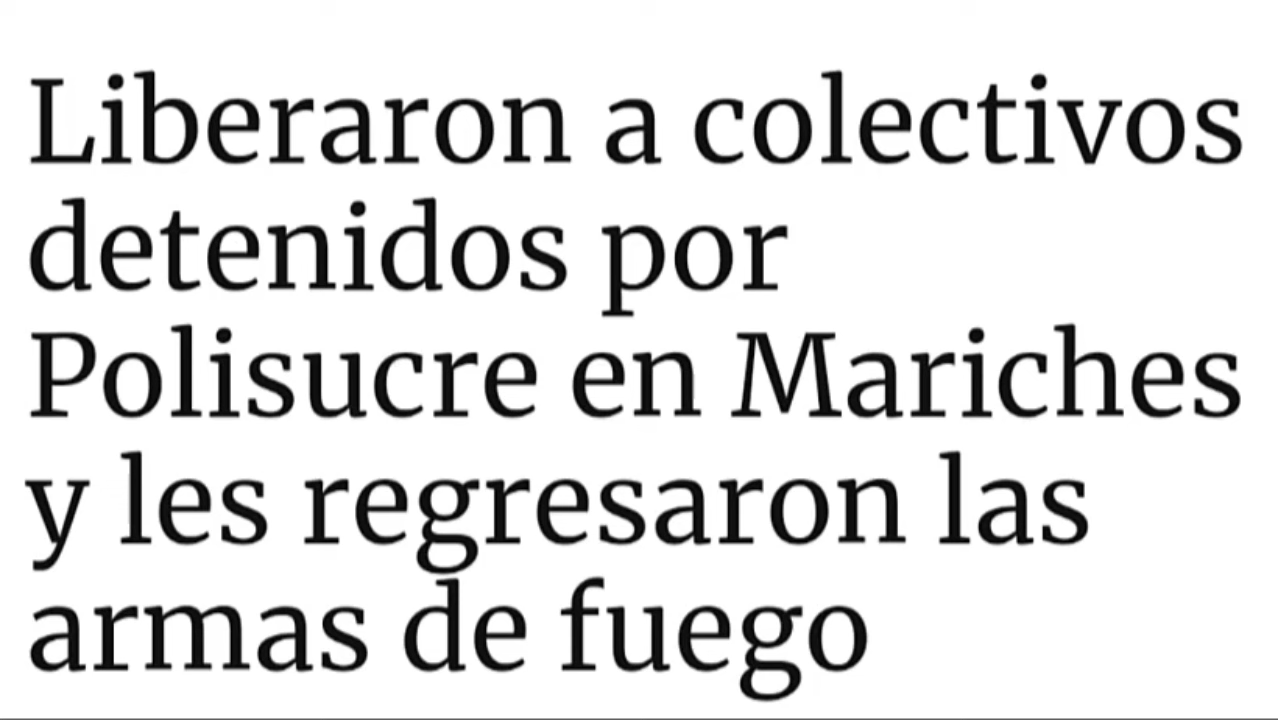 Liberaron a colectivos
detenidos por
Polisucre en Mariches
y les regresaron las
armas de fuego